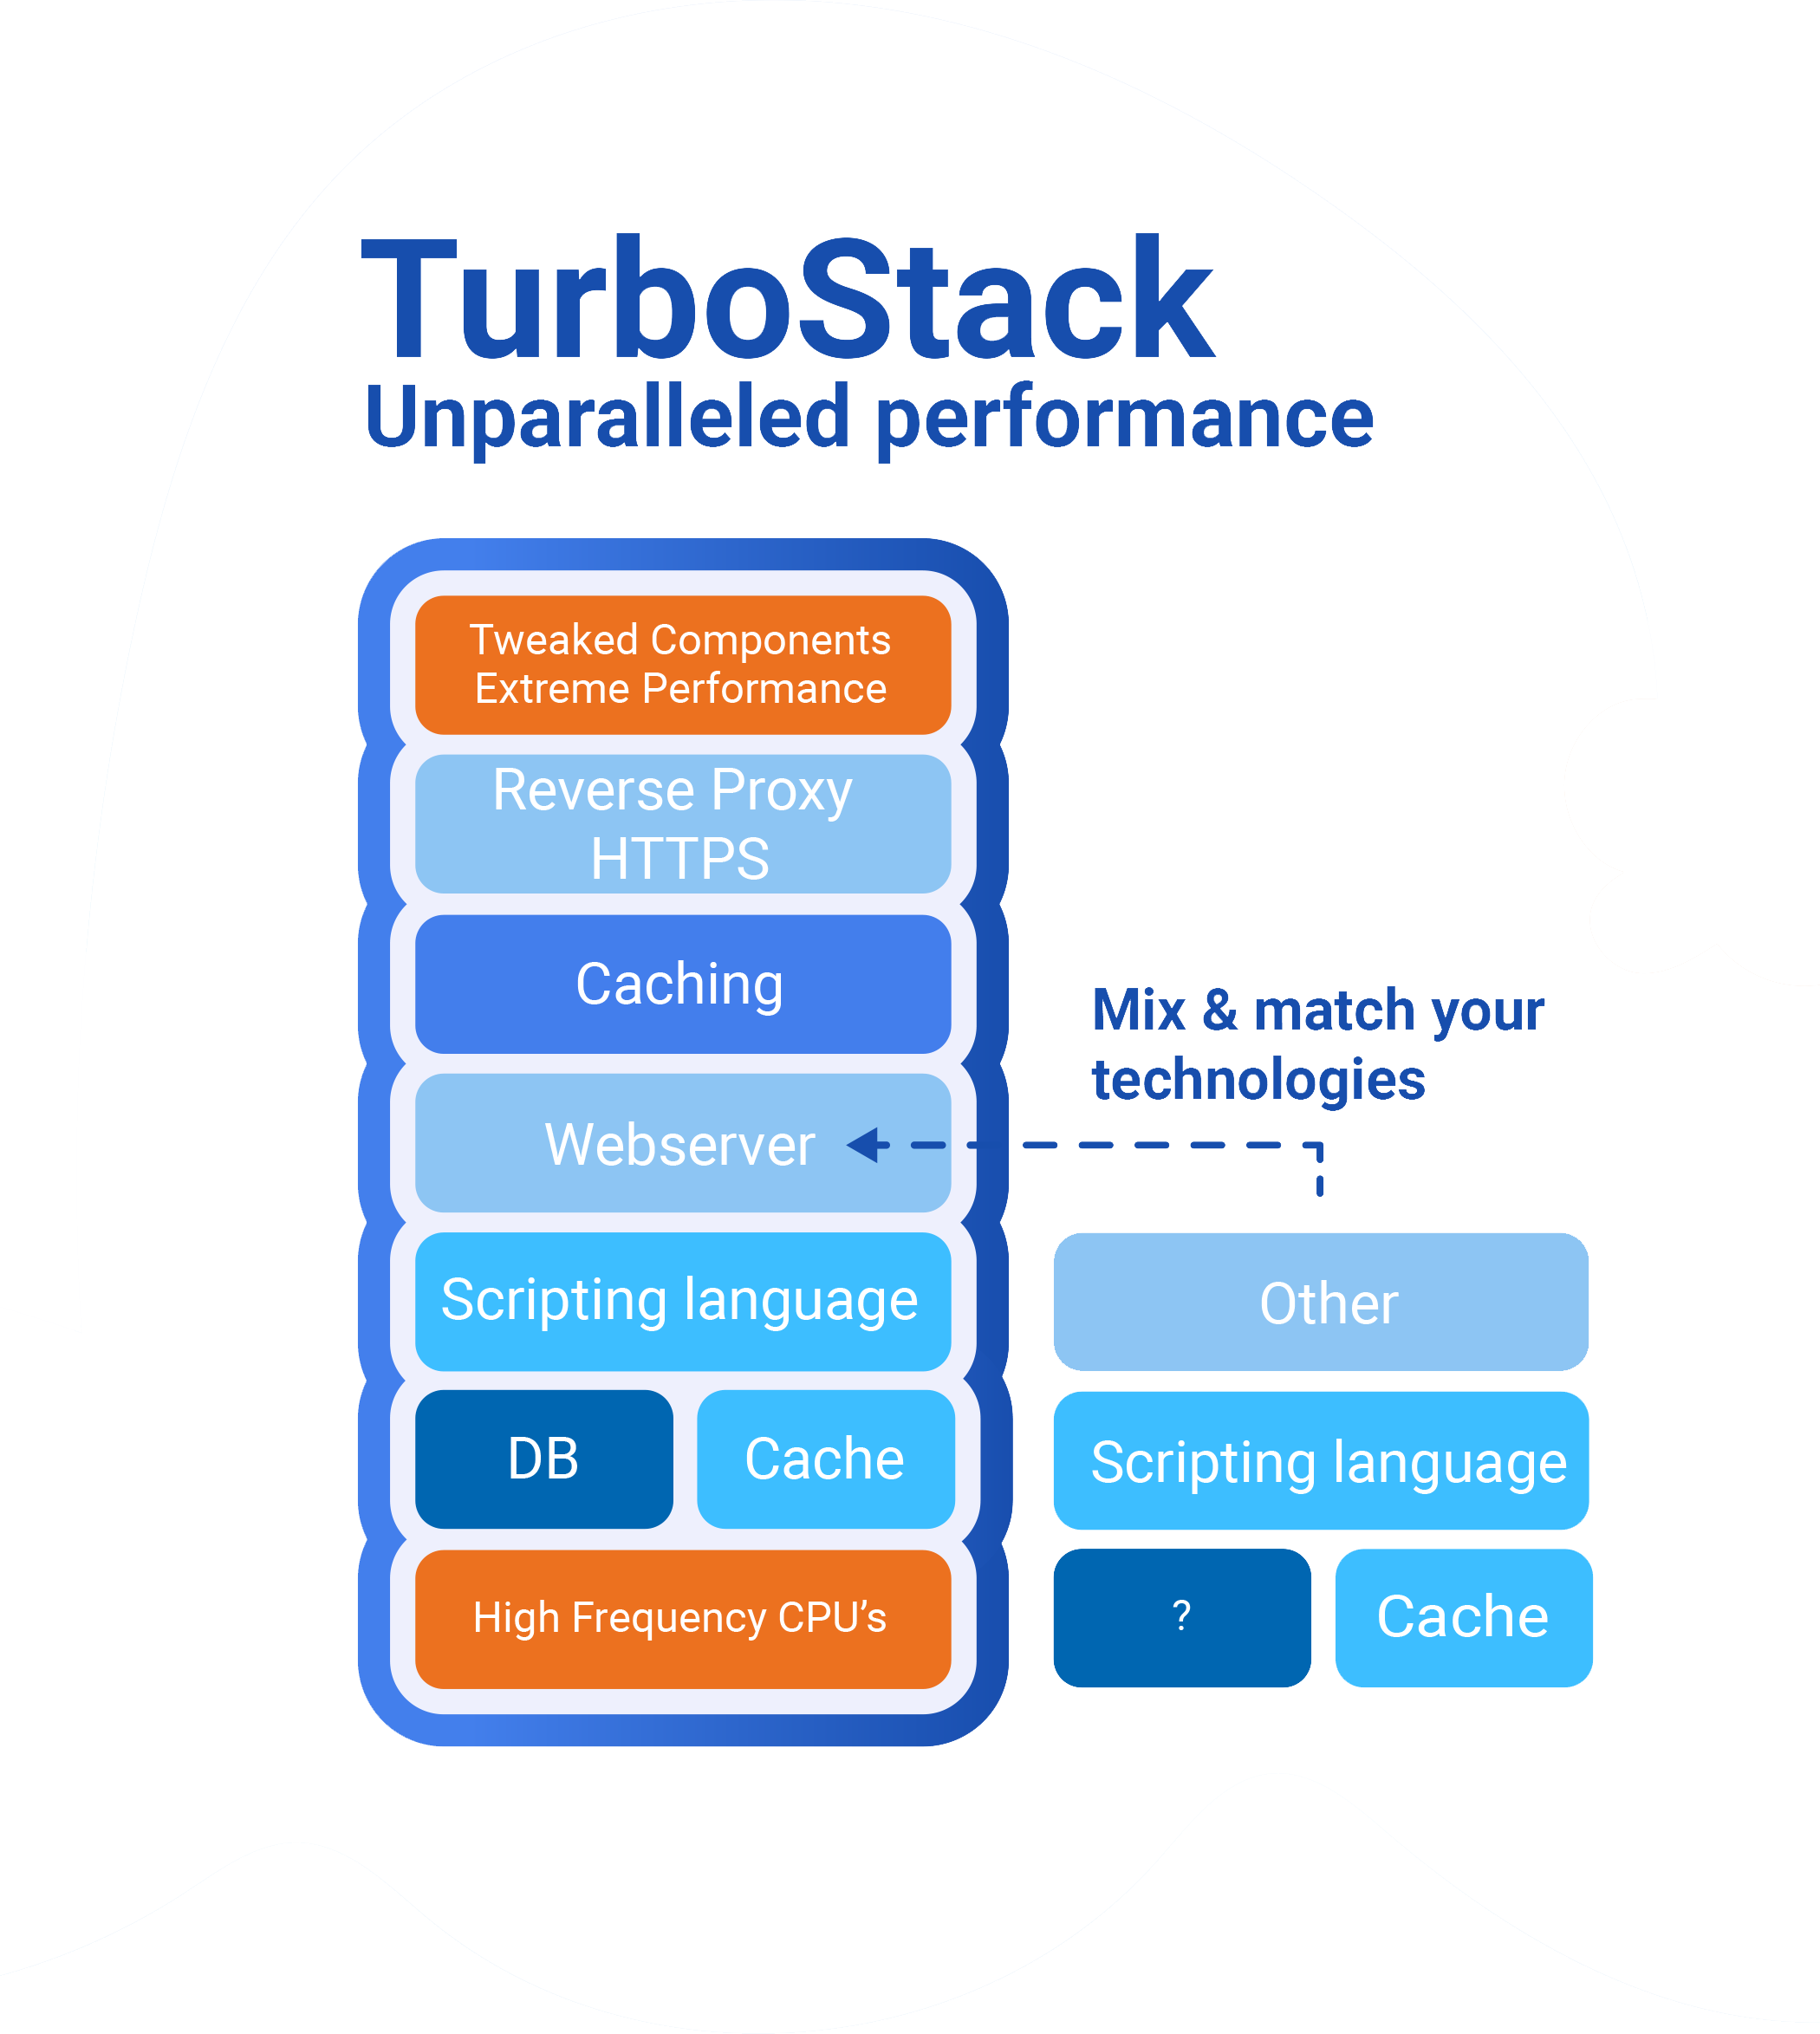 TurboStack
Unparalleled performance
Tweaked Components
Extreme Performance
Reverse Proxy
HTTPS
Caching
Webserver
Scripting language
DB
Cache
High Frequency CPU’s
Mix & match your
technologies
Other
Scripting language
?
Cache